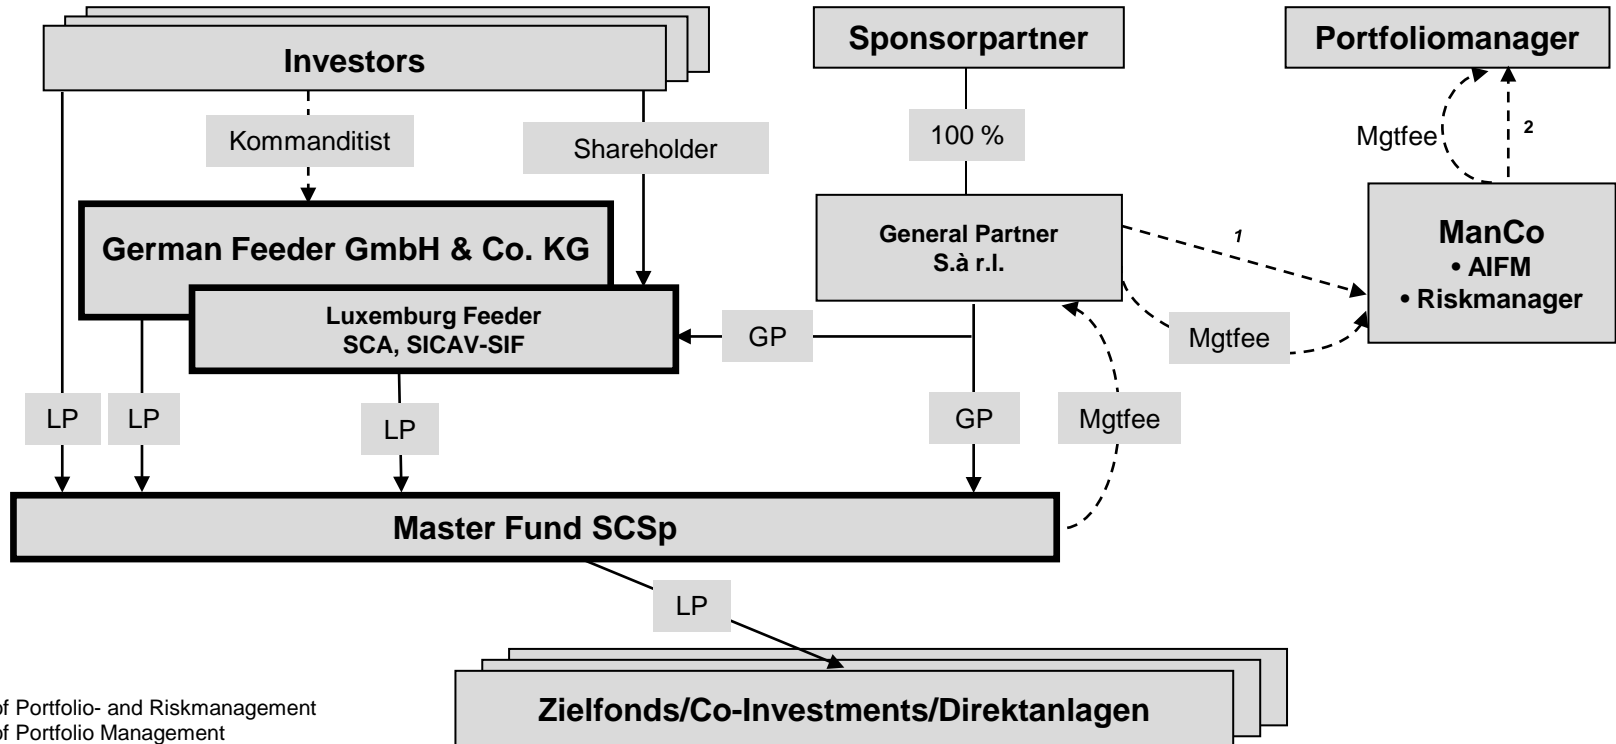 Investors
Sponsorpartner
Portfoliomanager
Kommanditist
Shareholder
100 %
Mgtfee
2
German Feeder GmbH & Co. KG
General Partner
S.à r.l.
1
ManCo
• AIFM
• Riskmanager
Luxemburg Feeder
SCA, SICAV-SIF
GP
Mgtfee
LP
LP
LP
GP
Mgtfee
Master Fund SCSp
LP
Zielfonds/Co-Investments/Direktanlagen
of Portfolio- and Riskmanagement
of Portfolio Management